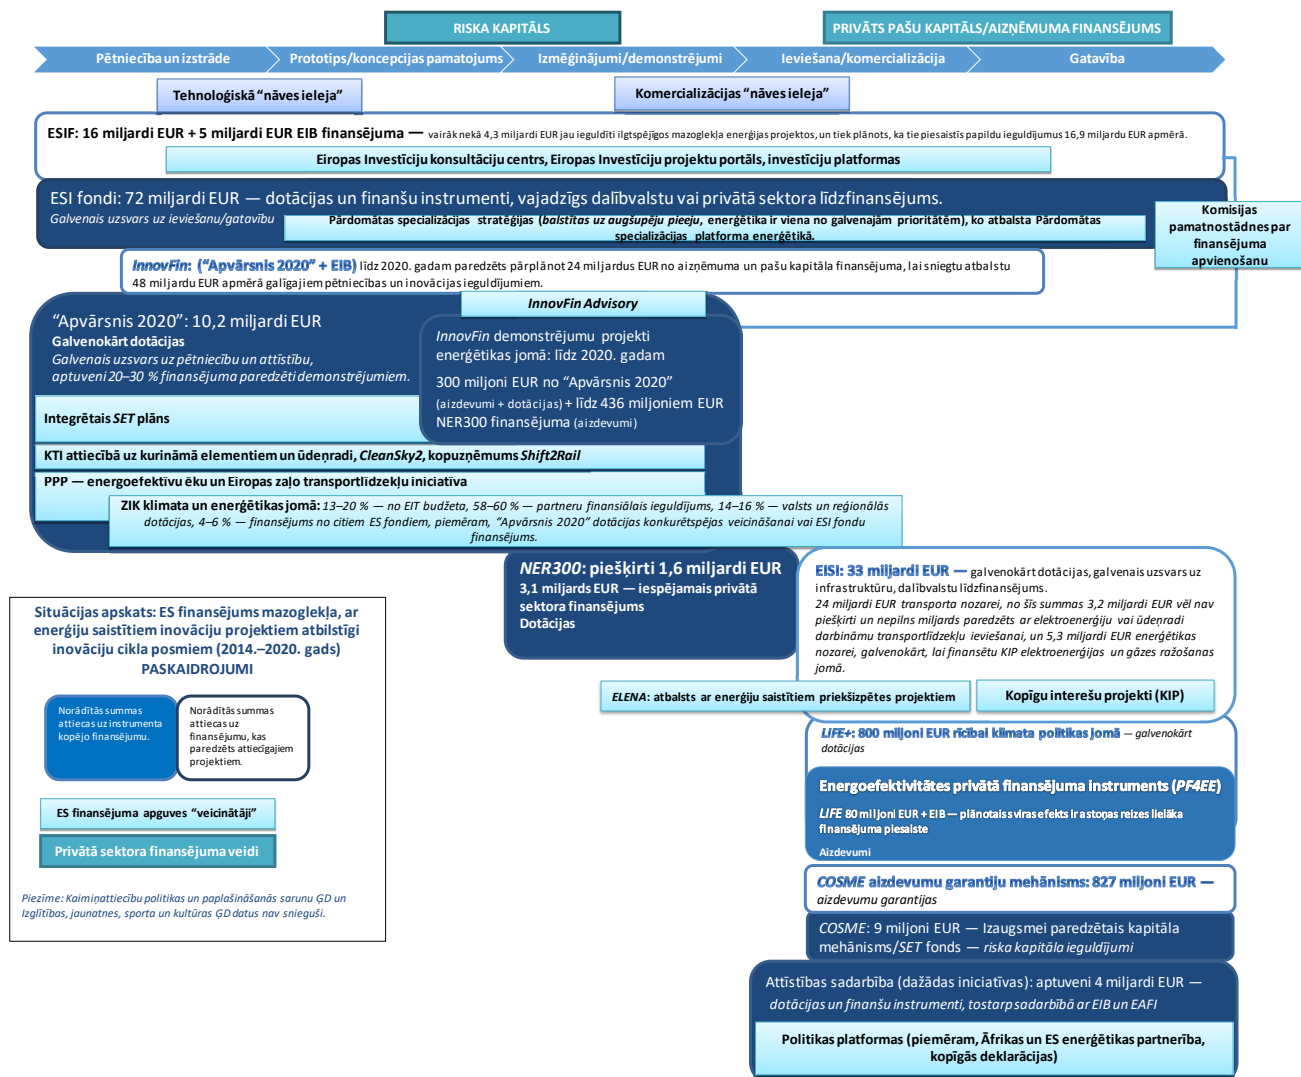 RISKA KAPITĀLS
PRIVĀTS PAŠU KAPITĀLS/AIZŅĒMUMA FINANSĒJUMS
Pētniecība un izstrāde
Prototips/koncepcijas pamatojums
Izmēģinājumi/demonstrējumi
Ieviešana/komercializācija
Gatavība
Tehnoloģiskā “nāves ieleja”
Komercializācijas “nāves ieleja”
ESIF: 16 miljardi EUR + 5 miljardi EUR EIB finansējuma — vairāk nekā 4,3 miljardi EUR jau ieguldīti ilgtspējīgos mazoglekļa enerģijas projektos, un tiek plānots, ka tie piesaistīs papildu ieguldījumus 16,9 miljardu EUR apmērā.
Eiropas Investīciju konsultāciju centrs, Eiropas Investīciju projektu portāls, investīciju platformas
ESI fondi: 72 miljardi EUR — dotācijas un finanšu instrumenti, vajadzīgs dalībvalstu vai privātā sektora līdzfinansējums.
Galvenais uzsvars uz ieviešanu/gatavību
Pārdomātas specializācijas stratēģijas (balstītas uz augšupēju pieeju, enerģētika ir viena no galvenajām prioritātēm), ko atbalsta Pārdomātas
specializācijas platforma enerģētikā.
Komisijas
pamatnostādnes par
finansējuma
apvienošanu
InnovFin: (“Apvārsnis 2020” + EIB) līdz 2020. gadam paredzēts pārplānot 24 miljardus EUR no aizņēmuma un pašu kapitāla finansējuma, lai sniegtu atbalstu
48 miljardu EUR apmērā galīgajiem pētniecības un inovācijas ieguldījumiem.
InnovFin Advisory
“Apvārsnis 2020”: 10,2 miljardi EUR
Galvenokārt dotācijas
Galvenais uzsvars uz pētniecību un attīstību,
aptuveni 20–30 % finansējuma paredzēti demonstrējumiem.
InnovFin demonstrējumu projekti
enerģētikas jomā: līdz 2020. gadam
300 miljoni EUR no “Apvārsnis 2020”
(aizdevumi + dotācijas) + līdz 436 miljoniem EUR
NER300 finansējuma (aizdevumi)
Integrētais SET plāns
KTI attiecībā uz kurināmā elementiem un ūdeņradi, CleanSky2, kopuzņēmums Shift2Rail
PPP — energoefektīvu ēku un Eiropas zaļo transportlīdzekļu iniciatīva
ZIK klimata un enerģētikas jomā: 13–20 % — no EIT budžeta, 58–60 % — partneru finansiālais ieguldījums, 14–16 % — valsts un reģionālās
dotācijas, 4–6 % — finansējums no citiem ES fondiem, piemēram, “Apvārsnis 2020” dotācijas konkurētspējas veicināšanai vai ESI fondu
finansējums.
NER300: piešķirti 1,6 miljardi EUR
3,1 miljards EUR — iespējamais privātā
sektora finansējums
Dotācijas
EISI: 33 miljardi EUR — galvenokārt dotācijas, galvenais uzsvars uz
infrastruktūru, dalībvalstu līdzfinansējums.
24 miljardi EUR transporta nozarei, no šīs summas 3,2 miljardi EUR vēl nav
piešķirti un nepilns miljards paredzēts ar elektroenerģiju vai ūdeņradi
darbināmu transportlīdzekļu ieviešanai, un 5,3 miljardi EUR enerģētikas
nozarei, galvenokārt, lai finansētu KIP elektroenerģijas un gāzes ražošanas
jomā.
ELENA: atbalsts ar enerģiju saistītiem priekšizpētes projektiem
Kopīgu interešu projekti (KIP)
LIFE+: 800 miljoni EUR rīcībai klimata politikas jomā — galvenokārt
dotācijas
Energoefektivitātes privātā finansējuma instruments (PF4EE)
LIFE 80 miljoni EUR + EIB — plānotais sviras efekts ir astoņas reizes lielāka
finansējuma piesaiste
Aizdevumi
COSME aizdevumu garantiju mehānisms: 827 miljoni EUR —
aizdevumu garantijas
COSME: 9 miljoni EUR — Izaugsmei paredzētais kapitāla
mehānisms/SET fonds — riska kapitāla ieguldījumi
Attīstības sadarbība (dažādas iniciatīvas): aptuveni 4 miljardi EUR —
dotācijas un finanšu instrumenti, tostarp sadarbībā ar EIB un EAFI
Politikas platformas (piemēram, Āfrikas un ES enerģētikas partnerība,
kopīgās deklarācijas)
Situācijas apskats: ES finansējums mazoglekļa, ar
enerģiju saistītiem inovāciju projektiem atbilstīgi
inovāciju cikla posmiem (2014.–2020. gads)
PASKAIDROJUMI
Norādītās summas
attiecas uz instrumenta
kopējo finansējumu.
Norādītās summas
attiecas uz
finansējumu, kas
paredzēts attiecīgajiem
projektiem.
ES finansējuma apguves “veicinātāji”
Privātā sektora finansējuma veidi
Piezīme: Kaimiņattiecību politikas un paplašināšanās sarunu ĢD un
Izglītības, jaunatnes, sporta un kultūras ĢD datus nav snieguši.